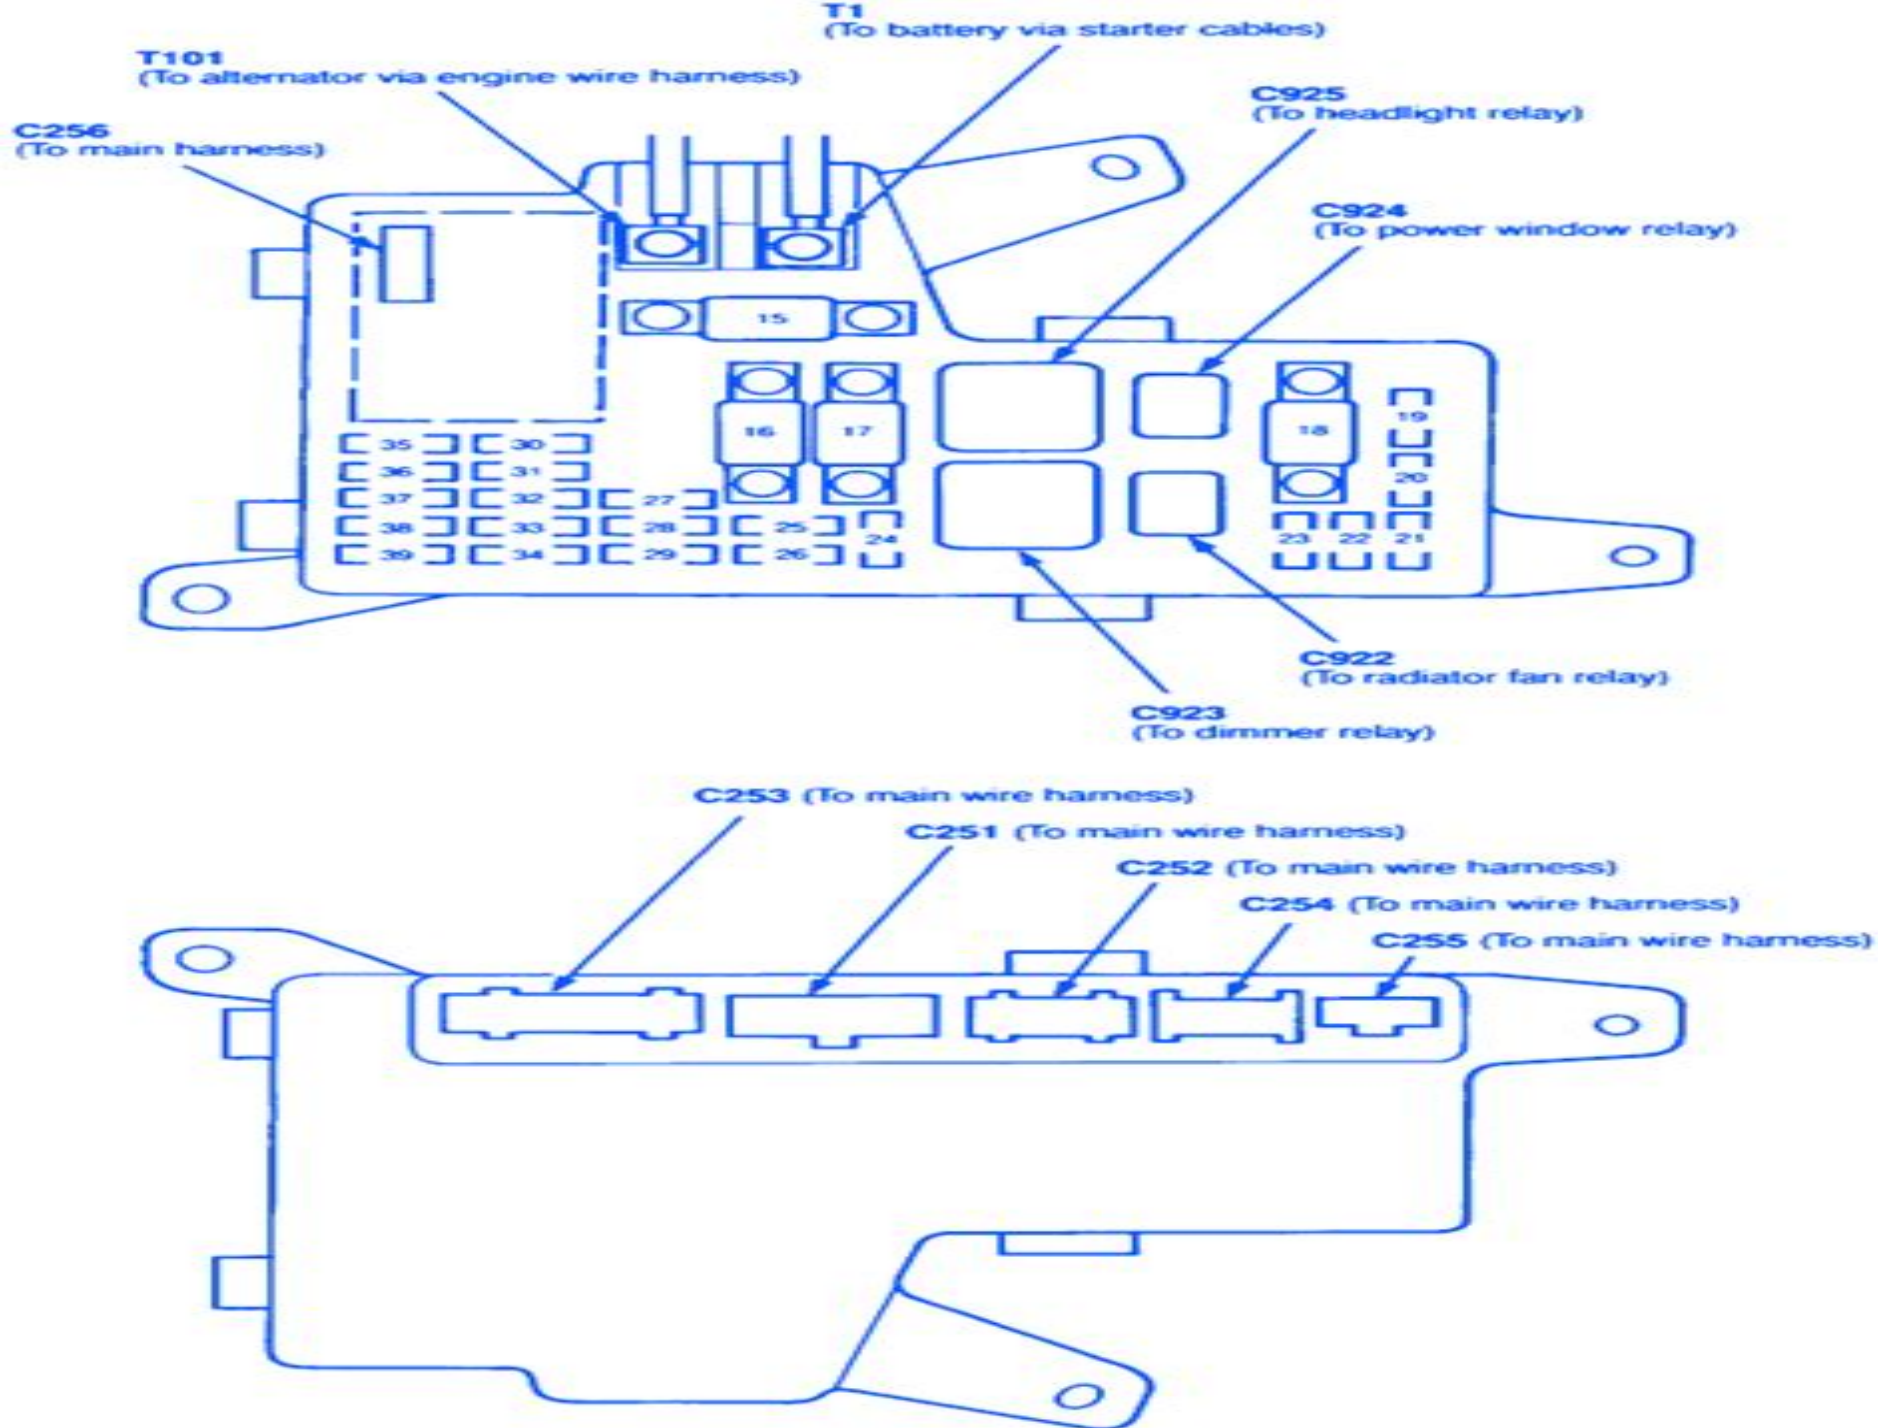 T1
(To battery via starter cables)
T101
(To alternator via engine wire harness)
C925
(To headlight relay)
C256
(To main harness)
C924
(To power window relay)
15
16
17
18
19
20
35
30
36
31
37
32
27
38
33
28
25
24
23
22
21
39
34
29
26
C922
(To radiator fan relay)
C923
(To dimmer relay)
C253 (To main wire harness)
C251 (To main wire harness)
C252 (To main wire harness)
C254 (To main wire harness)
C255 (To main wire harness)